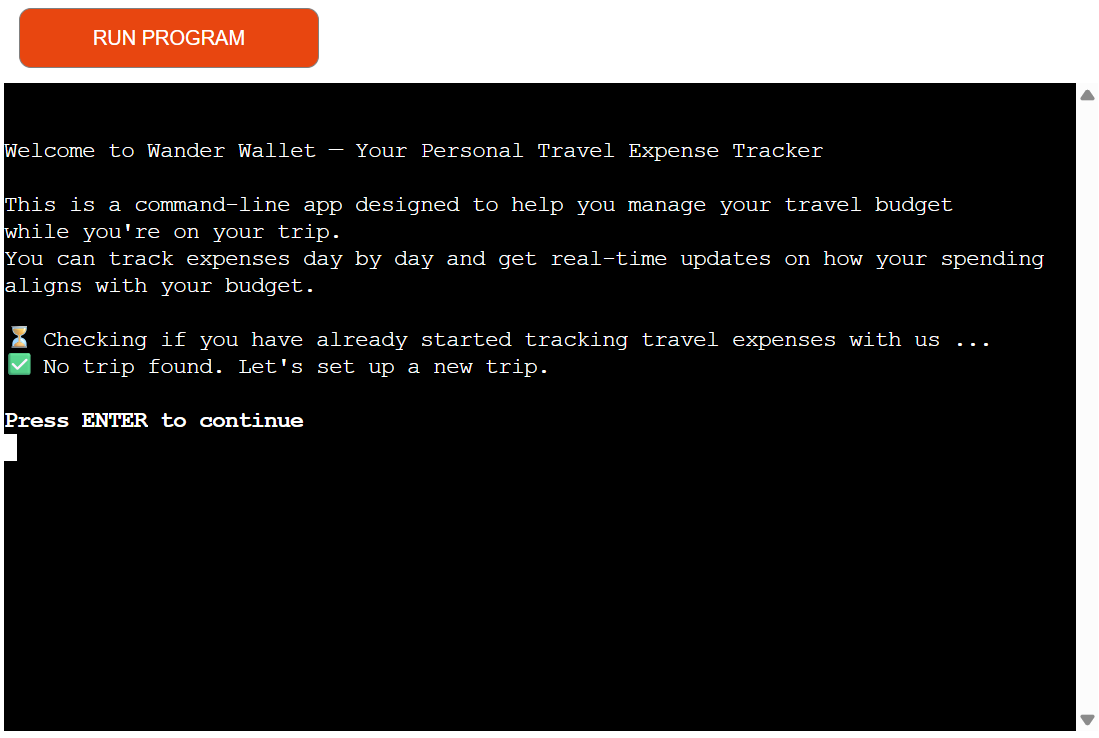 RUN PROGRAM
Welcome to Wander Wallet — Your Personal Travel Expense Tracker
This is a command-line app designed to help you manage your travel budget
while you're on your trip.
You can track expenses day by day and get real-time updates on how your spending
aligns with your budget.
⏳ Checking if you have already started tracking travel expenses with us ...
✅ No trip found. Let's set up a new trip.
Press ENTER to continue